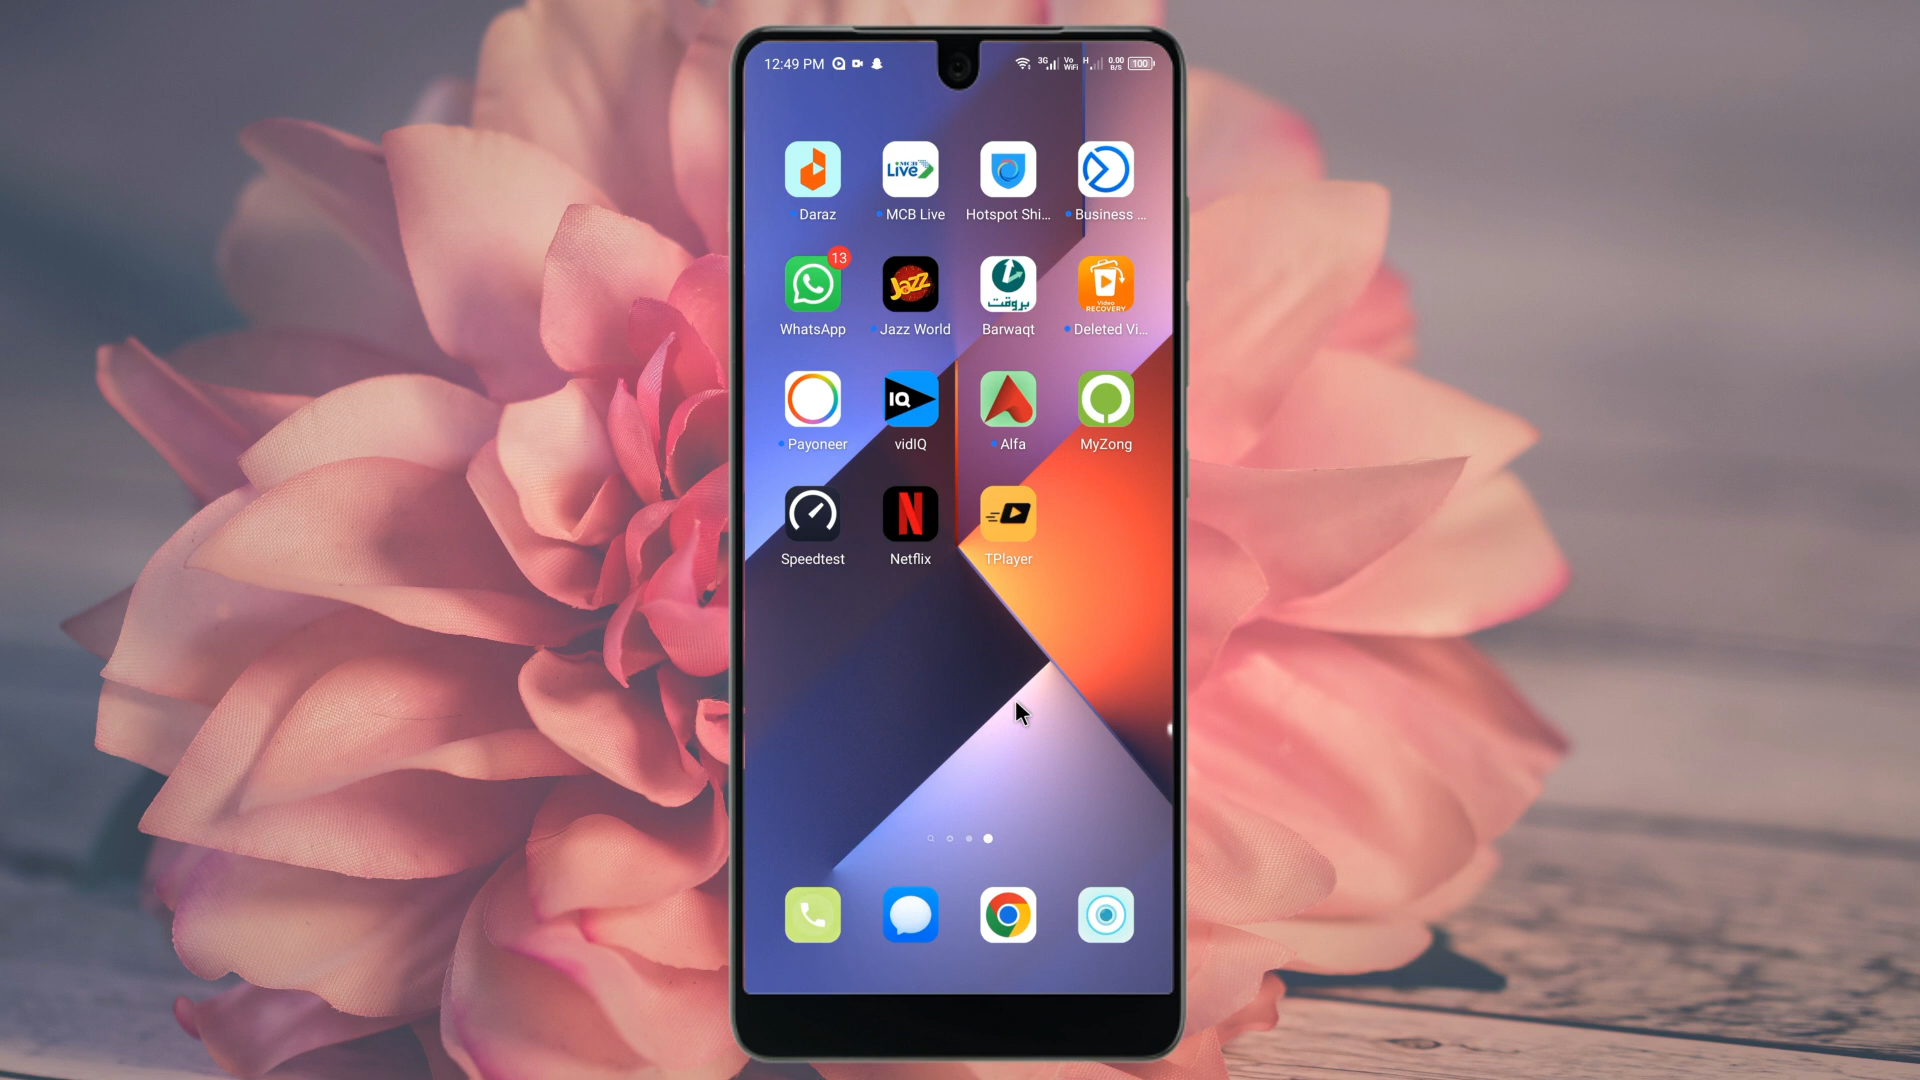 12:49 PM
3G Vo WiFi H 0.00 B/S 100
MCB Live
Daraz MCB Live Hotspot Shi... Business ...
13
Jazz بروقت Video RECOVERY
WhatsApp Jazz World Barwaqt Deleted Vi...
IQ
Payoneer vidIQ Alfa MyZong
N
Speedtest Netflix TPlayer